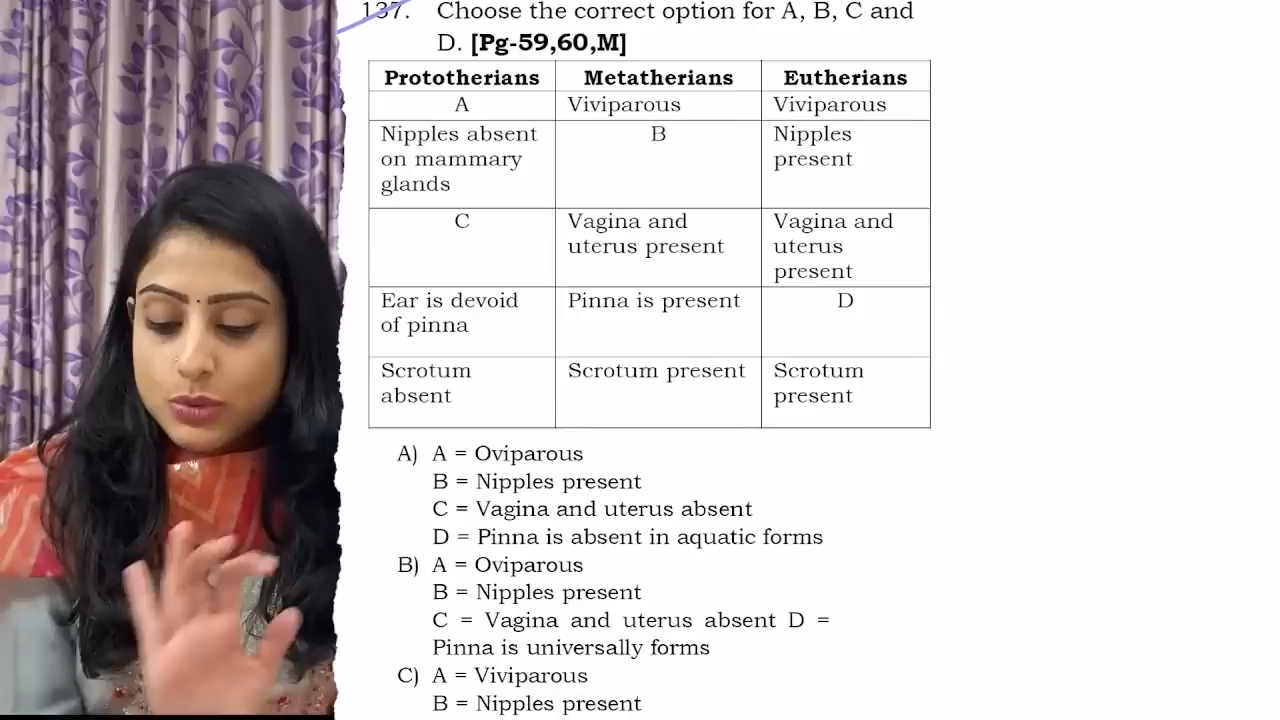 137. Choose the correct option for A, B, C and
D. [Pg-59,60,M]
Prototherians Metatherians Eutherians
A Viviparous Viviparous
Nipples absent B Nipples
on mammary present
glands
C Vagina and Vagina and
uterus present uterus
present
Ear is devoid Pinna is present D
of pinna
Scrotum Scrotum present Scrotum
absent present
A) A = Oviparous
B = Nipples present
C = Vagina and uterus absent
D = Pinna is absent in aquatic forms
B) A = Oviparous
B = Nipples present
C = Vagina and uterus absent D =
Pinna is universally forms
C) A = Viviparous
B = Nipples present